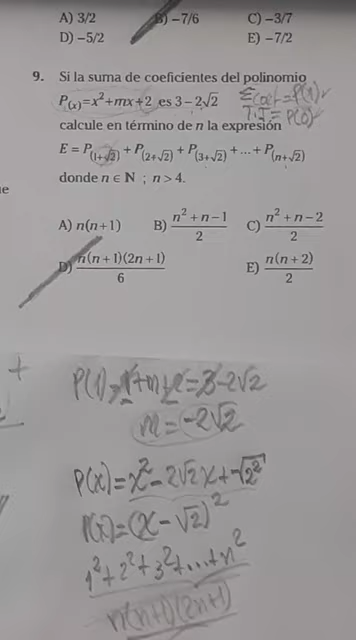 A) 3/2 B) −7/6 C) −3/7
D) −5/2 E) −7/2
9. Si la suma de coeficientes del polinomio
P(x)=x²+mx+2 es 3−2√2 Σcoef=P(1)
T.I=P(0)
calcule en término de n la expresión
E = P(1+√2) + P(2+√2) + P(3+√2) + ... + P(n+√2)
donde n ∈ N ; n > 4.
e
A) n(n+1) B) (n²+n−1)/2 C) (n²+n−2)/2
D) n(n+1)(2n+1)/6 E) n(n+2)/2
+
P(1)=1+m+2=3-2√2
m=-2√2
P(x)=x²-2√2x+√2²
P(x)=(x-√2)²
1²+2²+3²+...+n²
n(n+1)(2n+1)